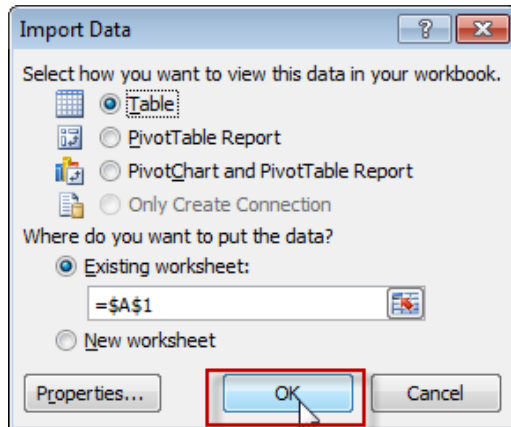 Import Data
Select how you want to view this data in your workbook.
Table
PivotTable Report
PivotChart and PivotTable Report
Only Create Connection
Where do you want to put the data?
Existing worksheet:
=$A$1
New worksheet
Properties... OK Cancel